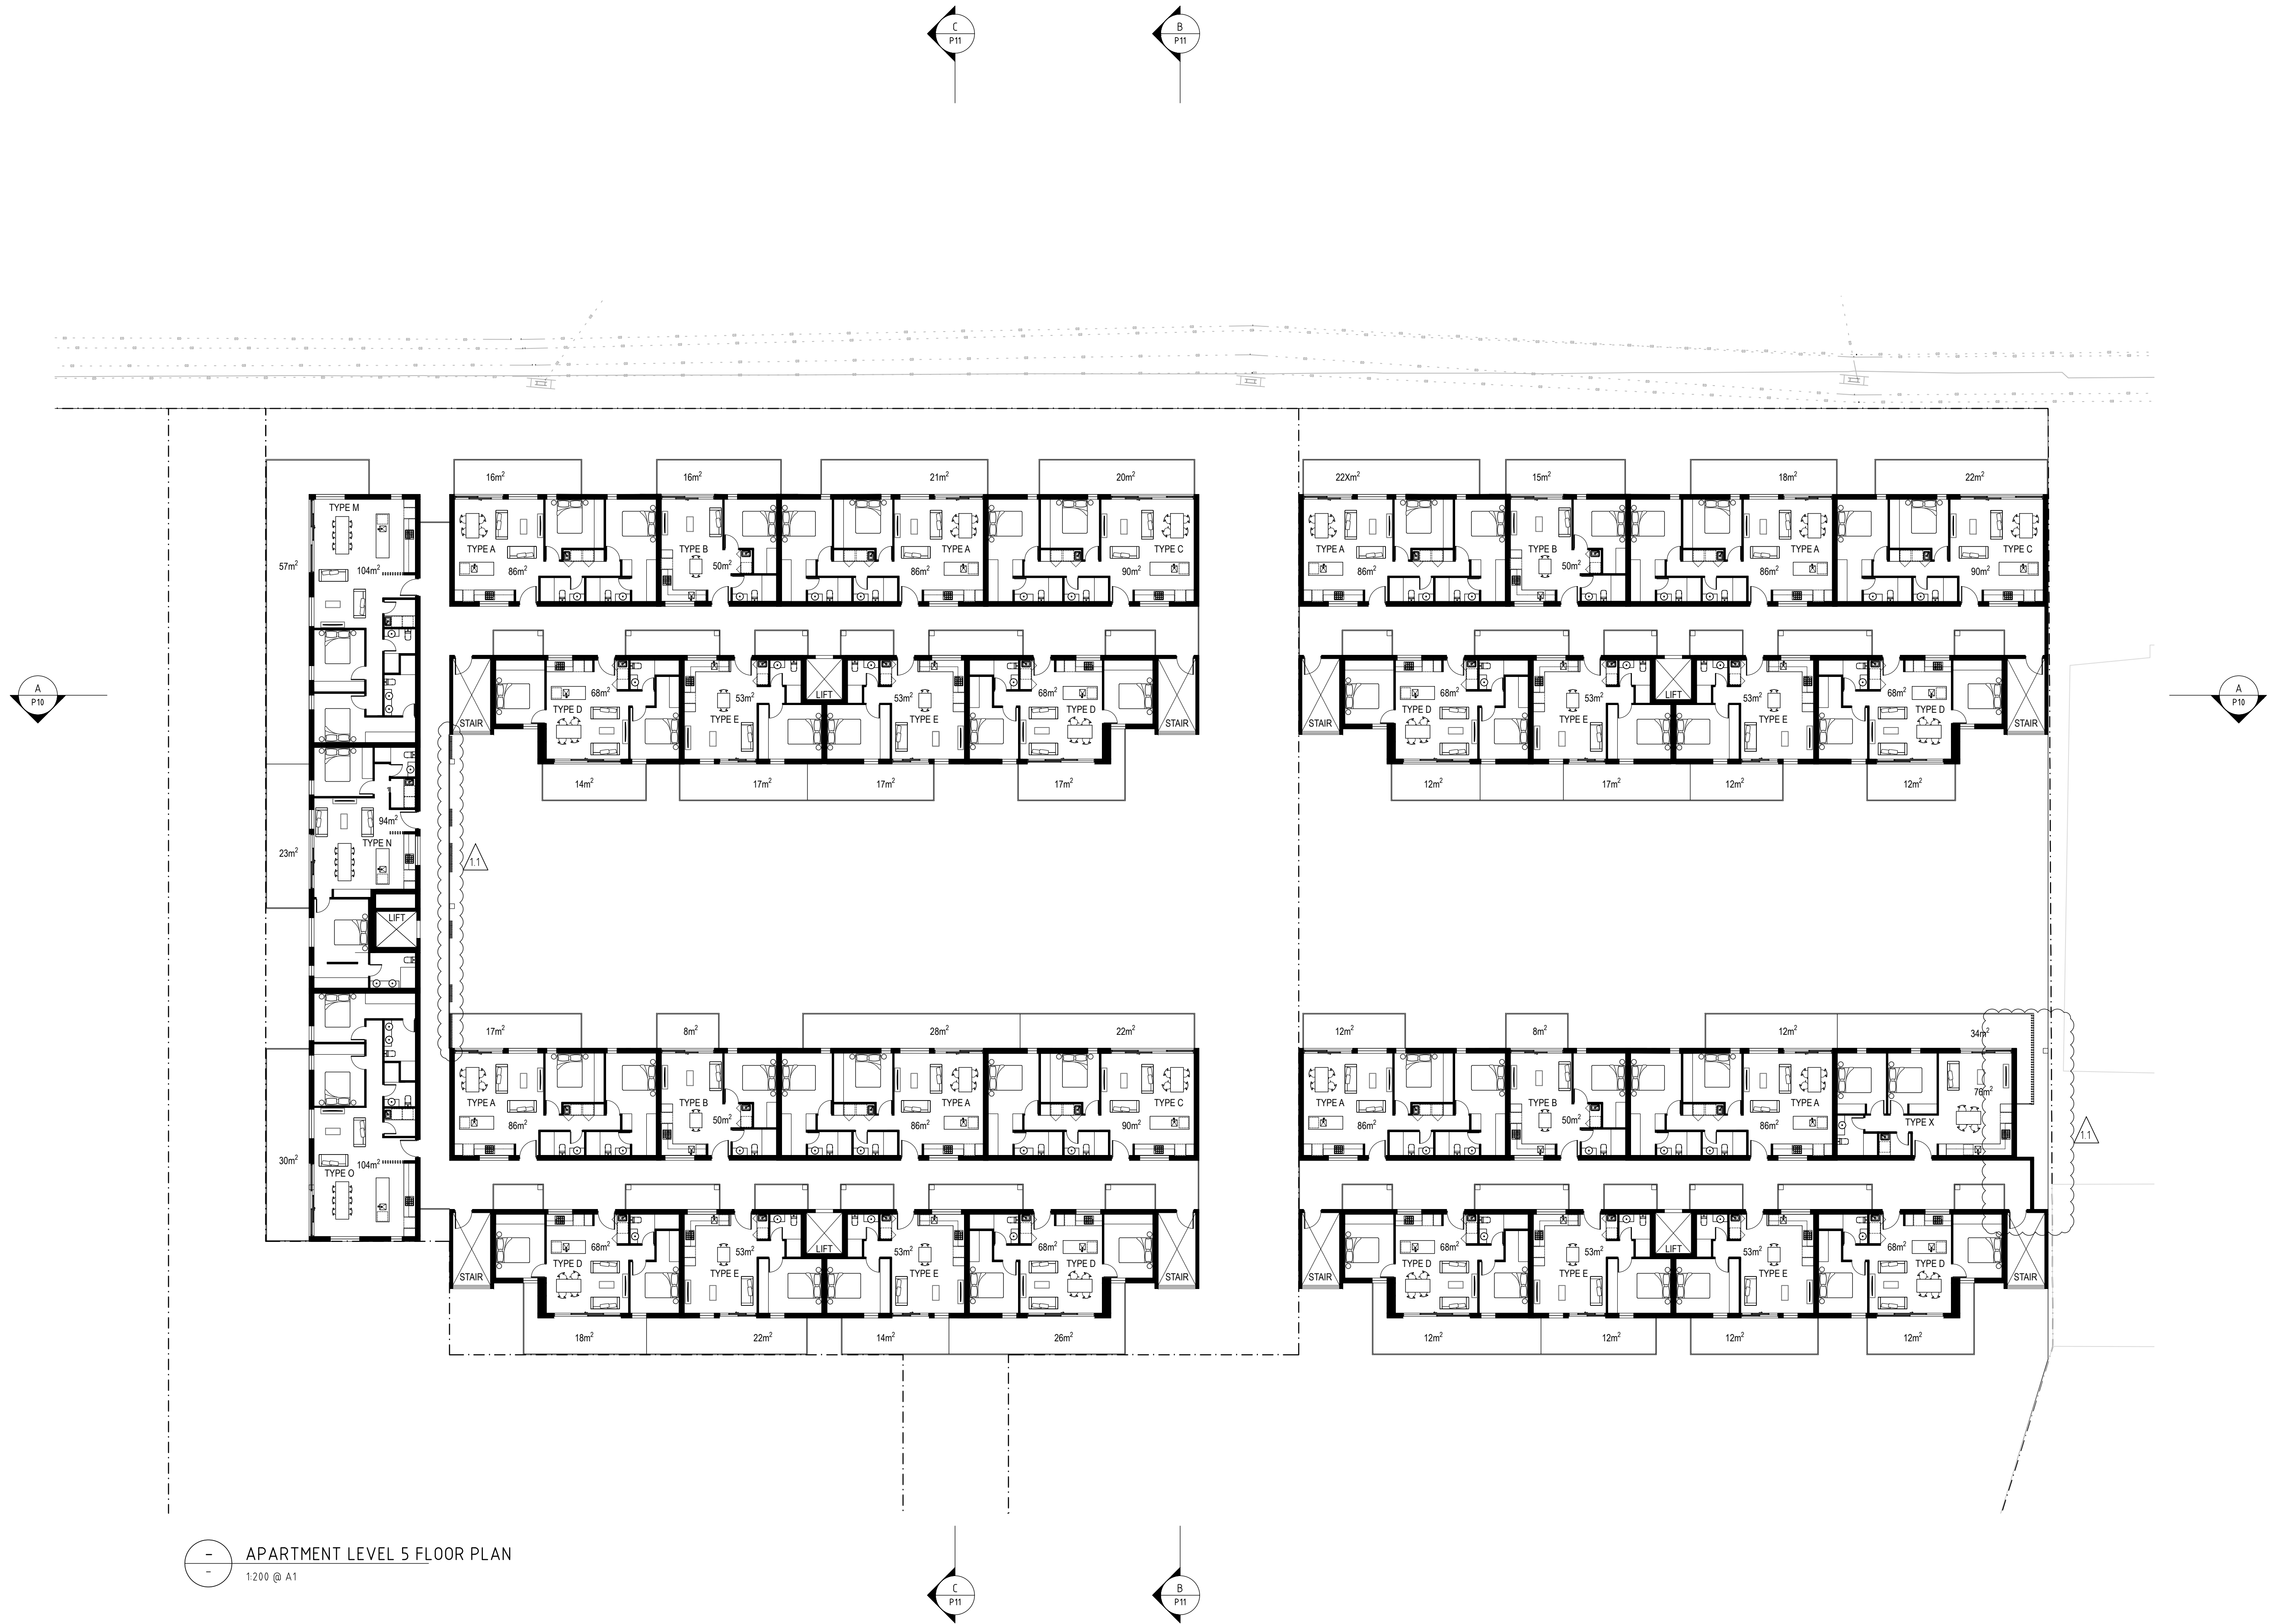 C
P11
B
P11
16m²
16m²
21m²
20m²
22Xm²
15m²
18m²
22m²
TYPE M
TYPE A
TYPE B
TYPE A
TYPE C
TYPE A
TYPE B
TYPE A
TYPE C
57m²
104m²
86m²
50m²
86m²
90m²
86m²
50m²
86m²
90m²
A
P10
68m²
53m²
LIFT
53m²
68m²
68m²
53m²
LIFT
53m²
68m²
A
P10
STAIR
TYPE D
TYPE E
TYPE E
TYPE D
STAIR
STAIR
TYPE D
TYPE E
TYPE E
TYPE D
STAIR
14m²
17m²
17m²
17m²
12m²
17m²
12m²
12m²
94m²
TYPE N
23m²
1.1
LIFT
17m²
8m²
28m²
22m²
12m²
8m²
12m²
34m²
TYPE A
TYPE B
TYPE A
TYPE C
TYPE A
TYPE B
TYPE A
76m²
86m²
50m²
86m²
90m²
86m²
50m²
86m²
TYPE X
1.1
30m²
104m²
TYPE O
68m²
53m²
LIFT
53m²
68m²
68m²
53m²
LIFT
53m²
68m²
STAIR
TYPE D
TYPE E
TYPE E
TYPE D
STAIR
STAIR
TYPE D
TYPE E
TYPE E
TYPE D
STAIR
18m²
22m²
14m²
26m²
12m²
12m²
12m²
12m²
APARTMENT LEVEL 5 FLOOR PLAN
1:200 @ A1
C
P11
B
P11